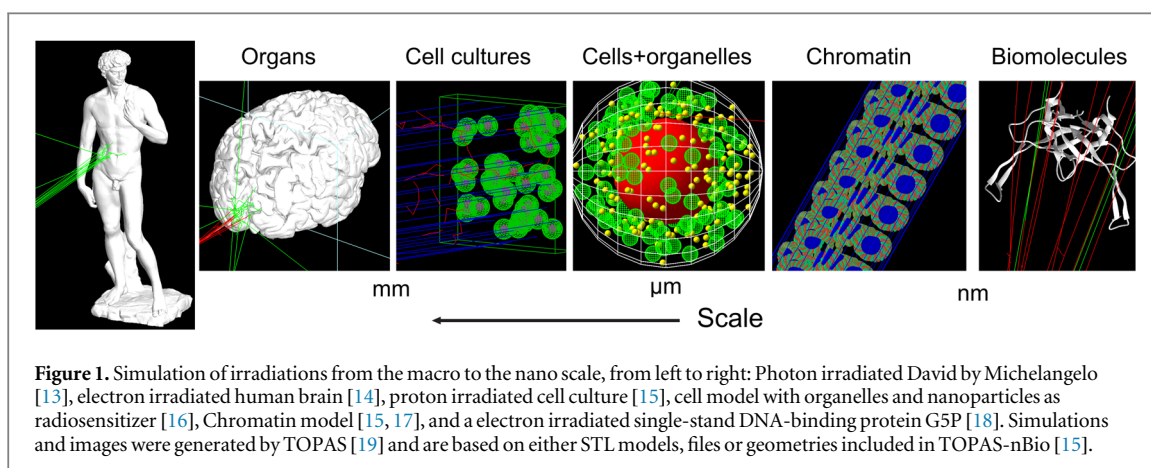 Organs Cell cultures Cells+organelles Chromatin Biomolecules
mm µm nm
Scale
Figure 1. Simulation of irradiations from the macro to the nano scale, from left to right: Photon irradiated David by Michelangelo
[13], electron irradiated human brain [14], proton irradiated cell culture [15], cell model with organelles and nanoparticles as
radiosensitizer [16], Chromatin model [15, 17], and a electron irradiated single-stand DNA-binding protein G5P [18]. Simulations
and images were generated by TOPAS [19] and are based on either STL models, files or geometries included in TOPAS-nBio [15].